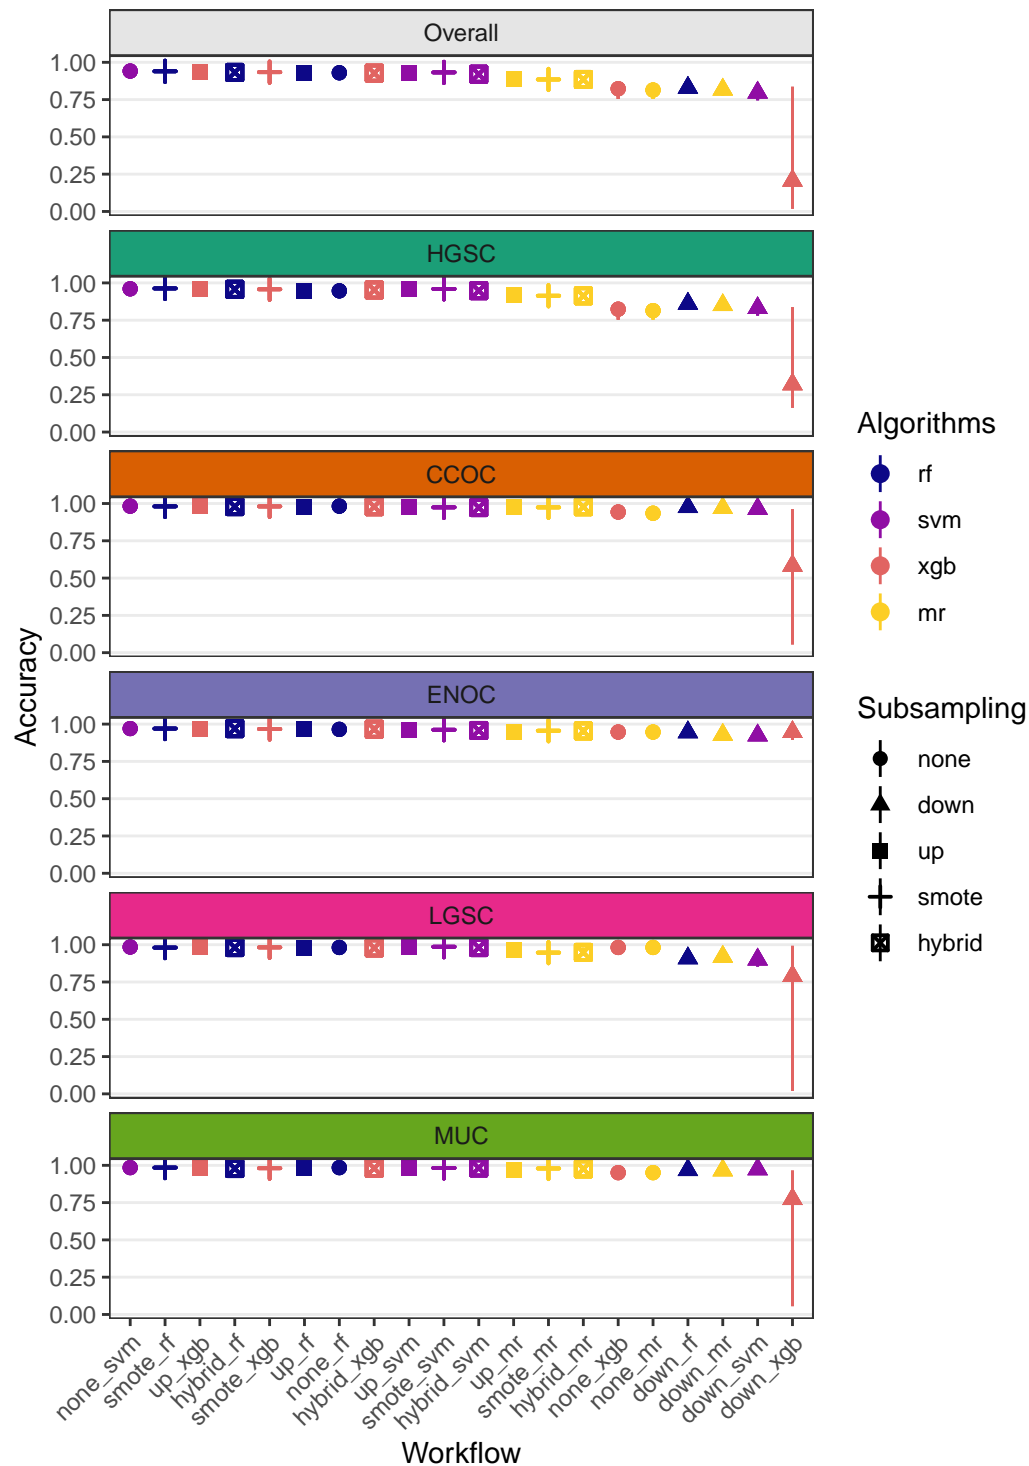 Overall
1.00
0.75
0.50
0.25
0.00
HGSC
1.00
0.75
0.50
0.25
0.00
CCOC
1.00
0.75
0.50
0.25
0.00
ENOC
1.00
0.75
0.50
0.25
0.00
LGSC
1.00
0.75
0.50
0.25
0.00
MUC
1.00
0.75
0.50
0.25
0.00
Accuracy
none_svm
smote_rf
up_xgb
hybrid_rf
smote_xgb
up_rf
none_rf
hybrid_xgb
up_svm
smote_svm
hybrid_svm
up_mr
smote_mr
hybrid_mr
none_xgb
none_mr
down_rf
down_mr
down_svm
down_xgb
Workflow
Algorithms
rf
svm
xgb
mr
Subsampling
none
down
up
smote
hybrid